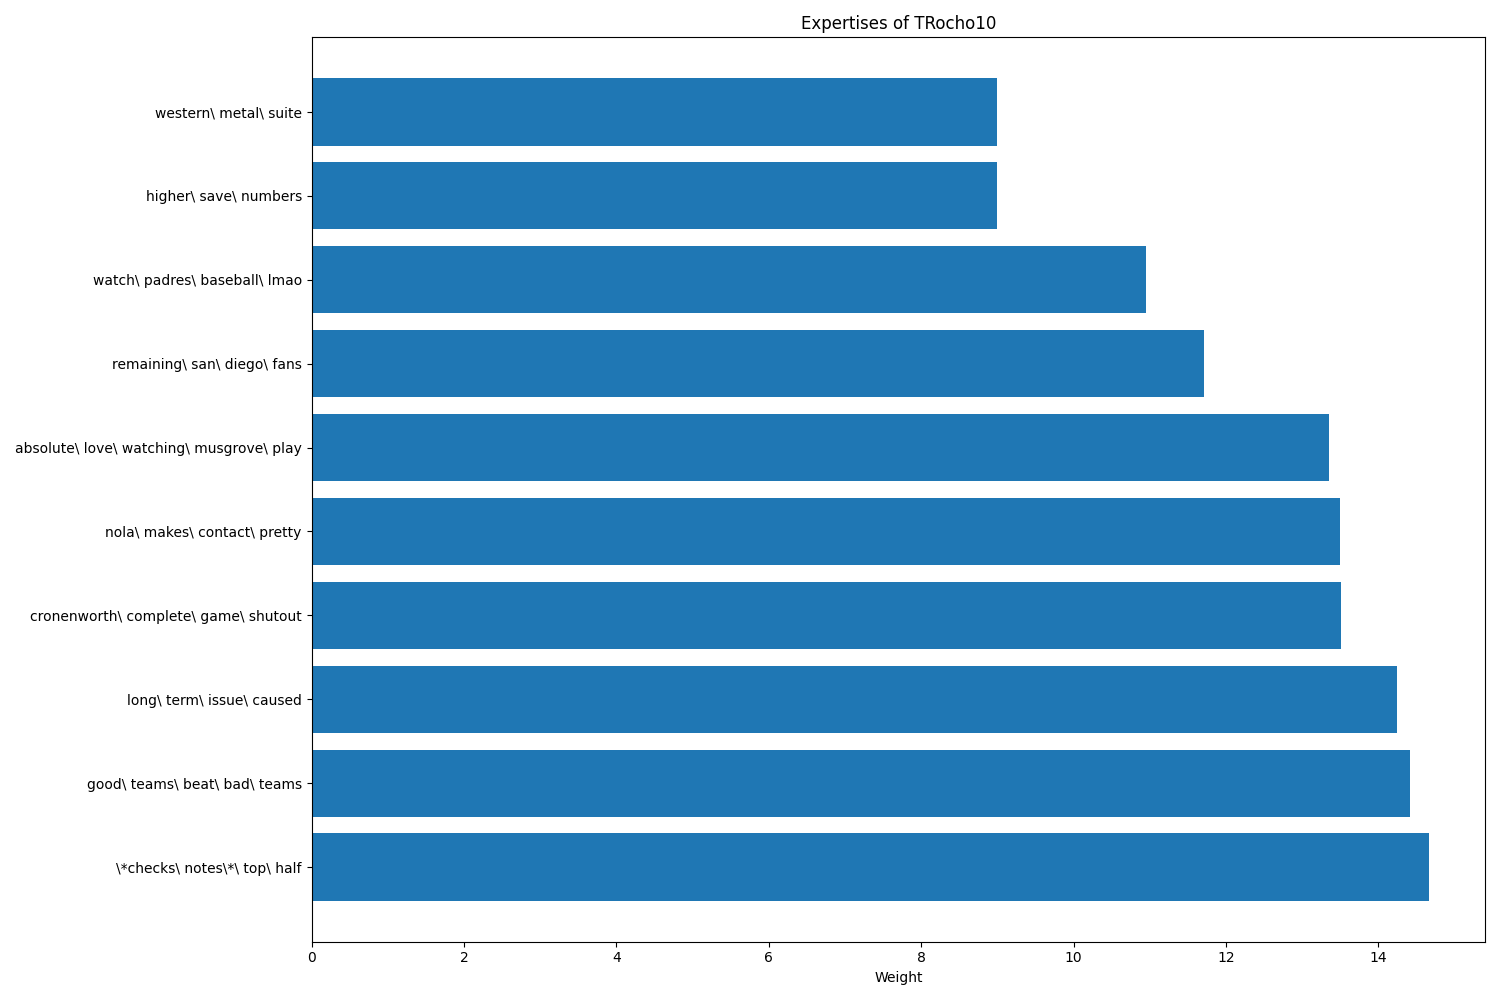 Expertises of TRocho10
western\ metal\ suite
higher\ save\ numbers
watch\ padres\ baseball\ lmao
remaining\ san\ diego\ fans
absolute\ love\ watching\ musgrove\ play
nola\ makes\ contact\ pretty
cronenworth\ complete\ game\ shutout
long\ term\ issue\ caused
good\ teams\ beat\ bad\ teams
\*checks\ notes\*\ top\ half
0 2 4 6 8 10 12 14
Weight